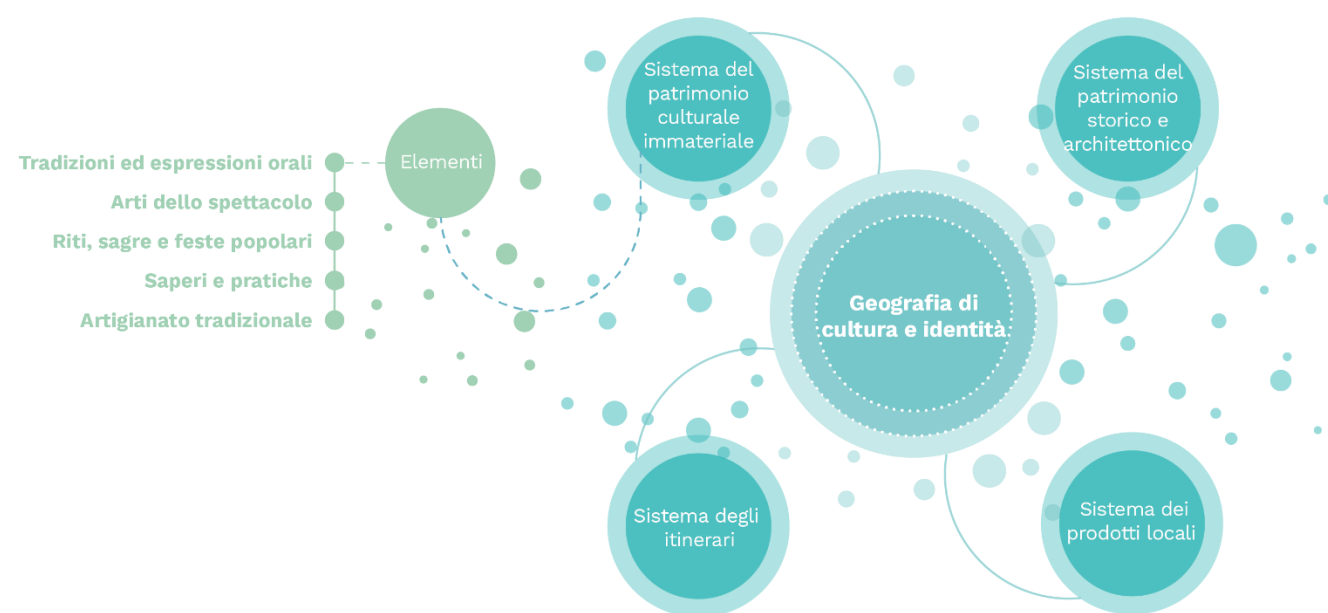 Tradizioni ed espressioni orali
Arti dello spettacolo
Riti, sagre e feste popolari
Saperi e pratiche
Artigianato tradizionale
Elementi
Sistema del
patrimonio
culturale
immateriale
Sistema del
patrimonio
storico e
architettonico
Geografia di
cultura e identità
Sistema degli
itinerari
Sistema dei
prodotti locali